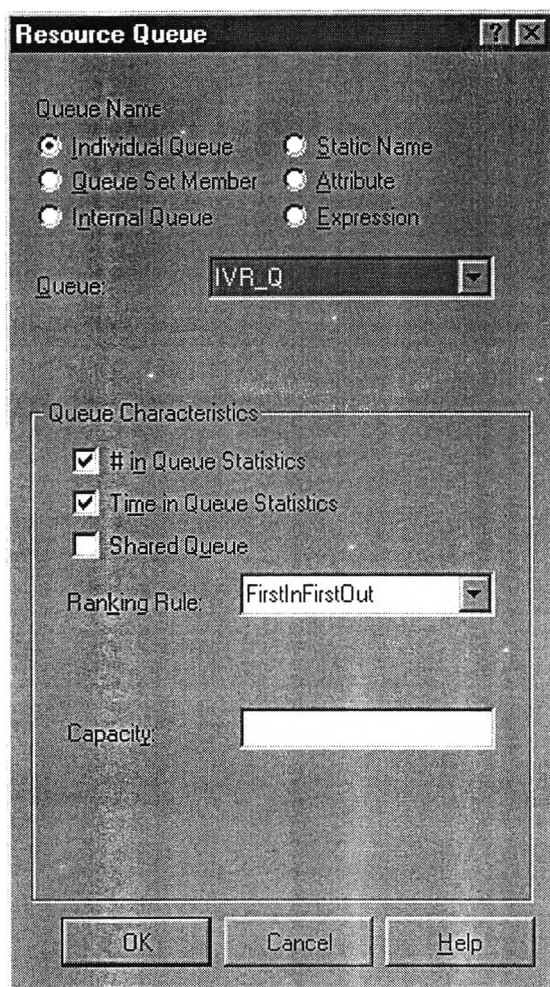 Resource Queue
Queue Name
Individual Queue Static Name
Queue Set Member Attribute
Internal Queue Expression
Queue: IVR_Q
Queue Characteristics
# in Queue Statistics
Time in Queue Statistics
Shared Queue
Ranking Rule: FirstInFirstOut
Capacity:
OK Cancel Help